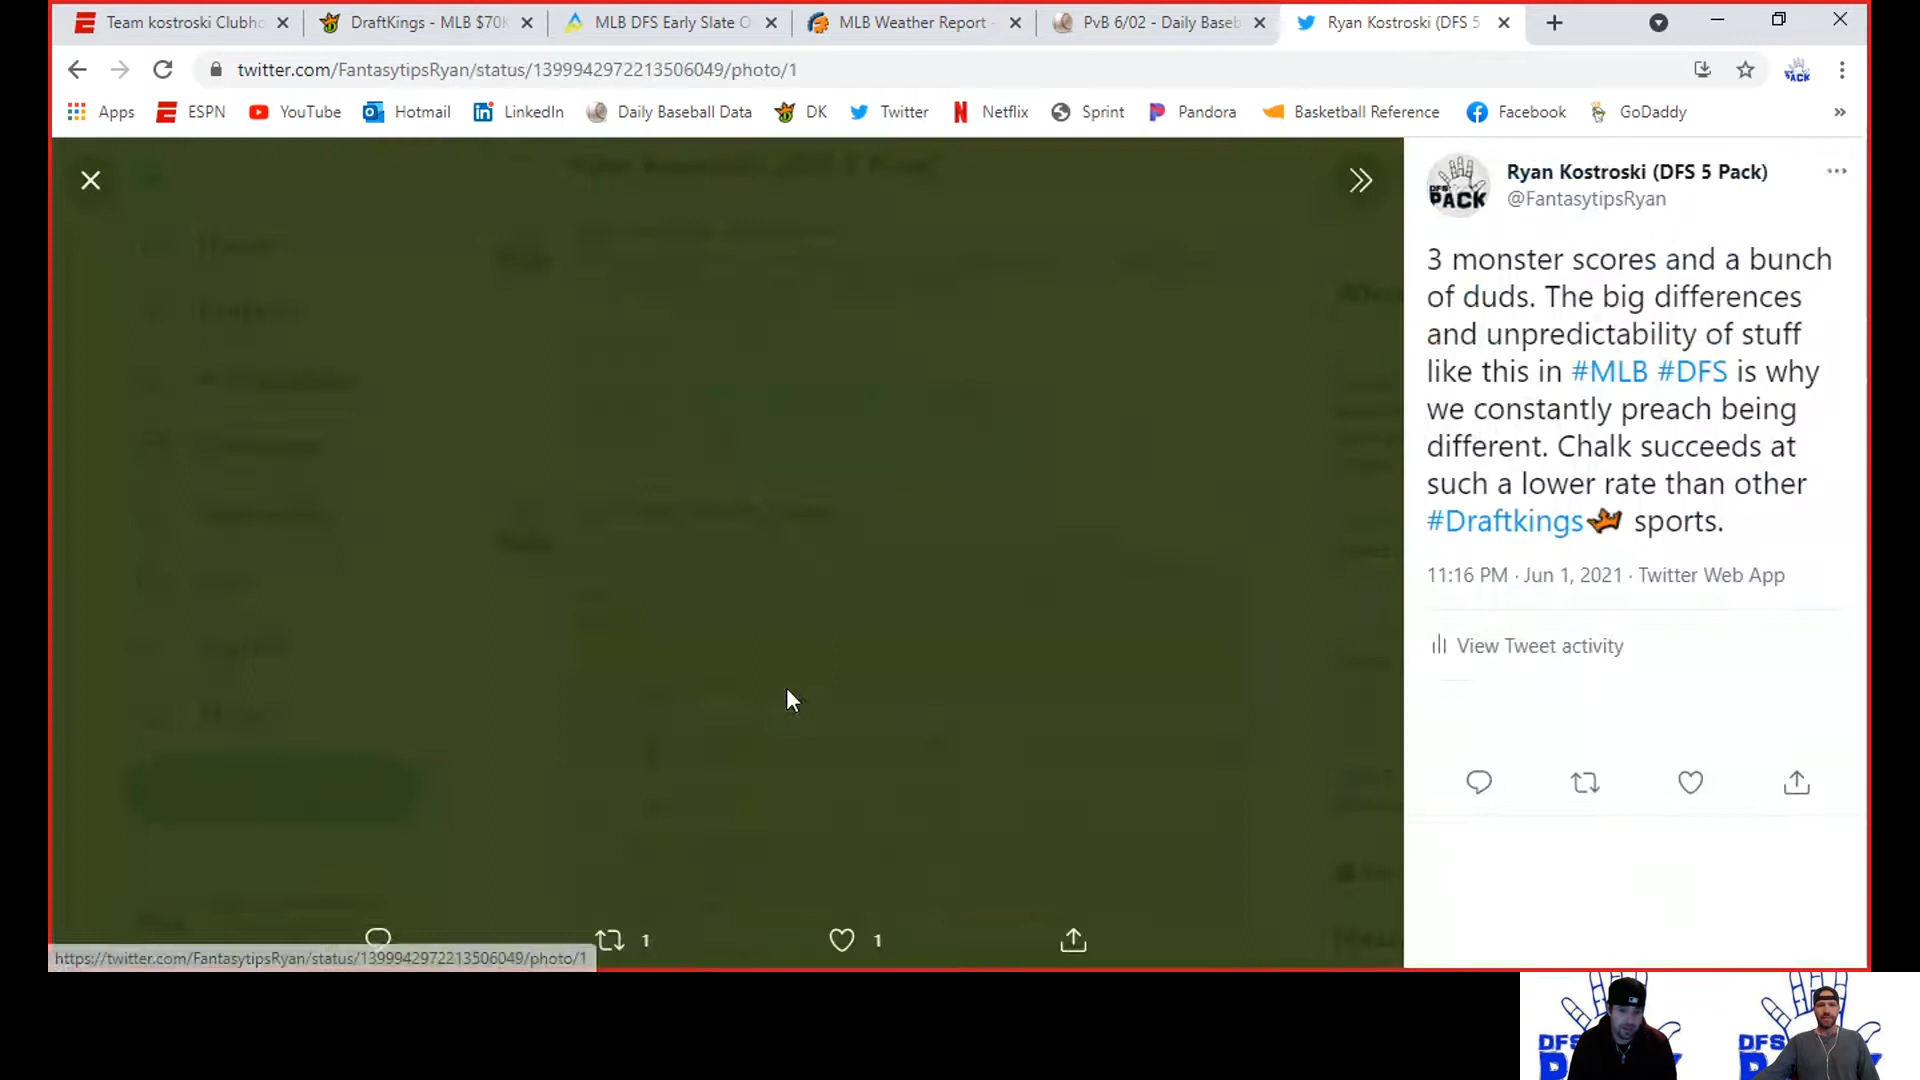 Team kostroski Clubh
DraftKings - MLB $70K
MLB DFS Early Slate O
MLB Weather Report -
PvB 6/02 - Daily Baseb
Ryan Kostroski (DFS 5
twitter.com/FantasytipsRyan/status/1399942972213506049/photo/1
Apps
ESPN
YouTube
Hotmail
LinkedIn
Daily Baseball Data
DK
Twitter
Netflix
Sprint
Pandora
Basketball Reference
Facebook
GoDaddy
Ryan Kostroski (DFS 5 Pack)
@FantasytipsRyan
3 monster scores and a bunch
of duds. The big differences
and unpredictability of stuff
like this in #MLB #DFS is why
we constantly preach being
different. Chalk succeeds at
such a lower rate than other
#Draftkings sports.
11:16 PM · Jun 1, 2021 · Twitter Web App
View Tweet activity
1
1
https://twitter.com/FantasytipsRyan/status/1399942972213506049/photo/1
DFS
PACK
DFS
DFS